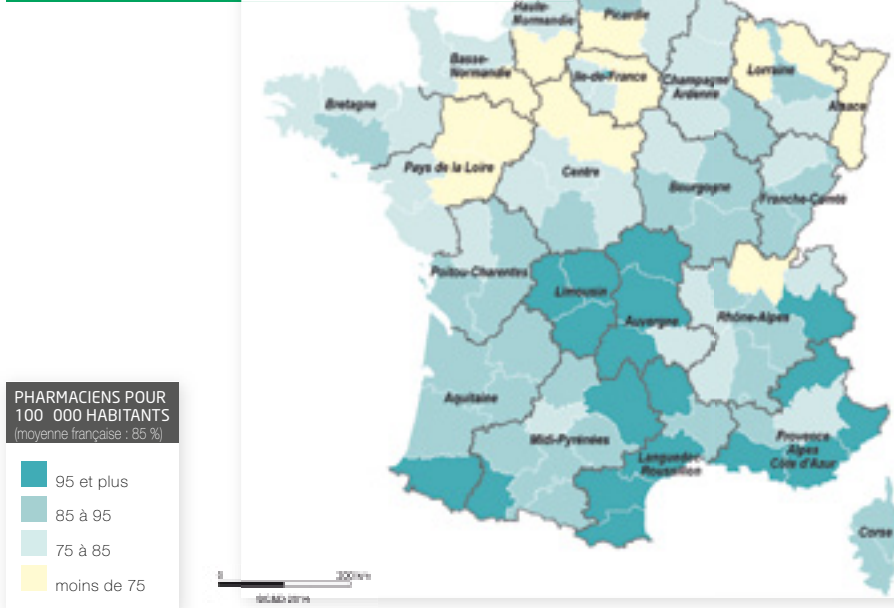 Haute-
Normandie
Picardie
Basse-
Normandie
Ile-de-France
Champagne
Ardenne
Lorraine
Alsace
Bretagne
Pays de la Loire
Centre
Bourgogne
Franche-Comté
Poitou-Charentes
Limousin
Auvergne
Rhône-Alpes
Aquitaine
Midi-Pyrénées
Languedoc-
Roussillon
Provence
Alpes
Côte d'Azur
Corse
PHARMACIENS POUR
100 000 HABITANTS
(moyenne française : 85 %)
95 et plus
85 à 95
75 à 85
moins de 75
0